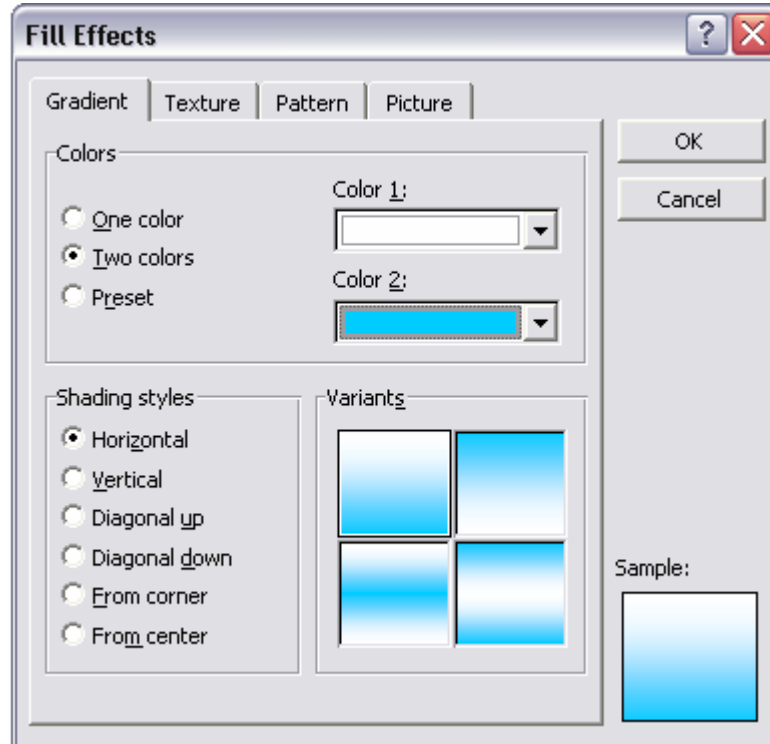 Fill Effects
?
Gradient Texture Pattern Picture
OK
Cancel
Colors
One color
Two colors
Preset
Color 1:
Color 2:
Shading styles
Horizontal
Vertical
Diagonal up
Diagonal down
From corner
From center
Variants
Sample: